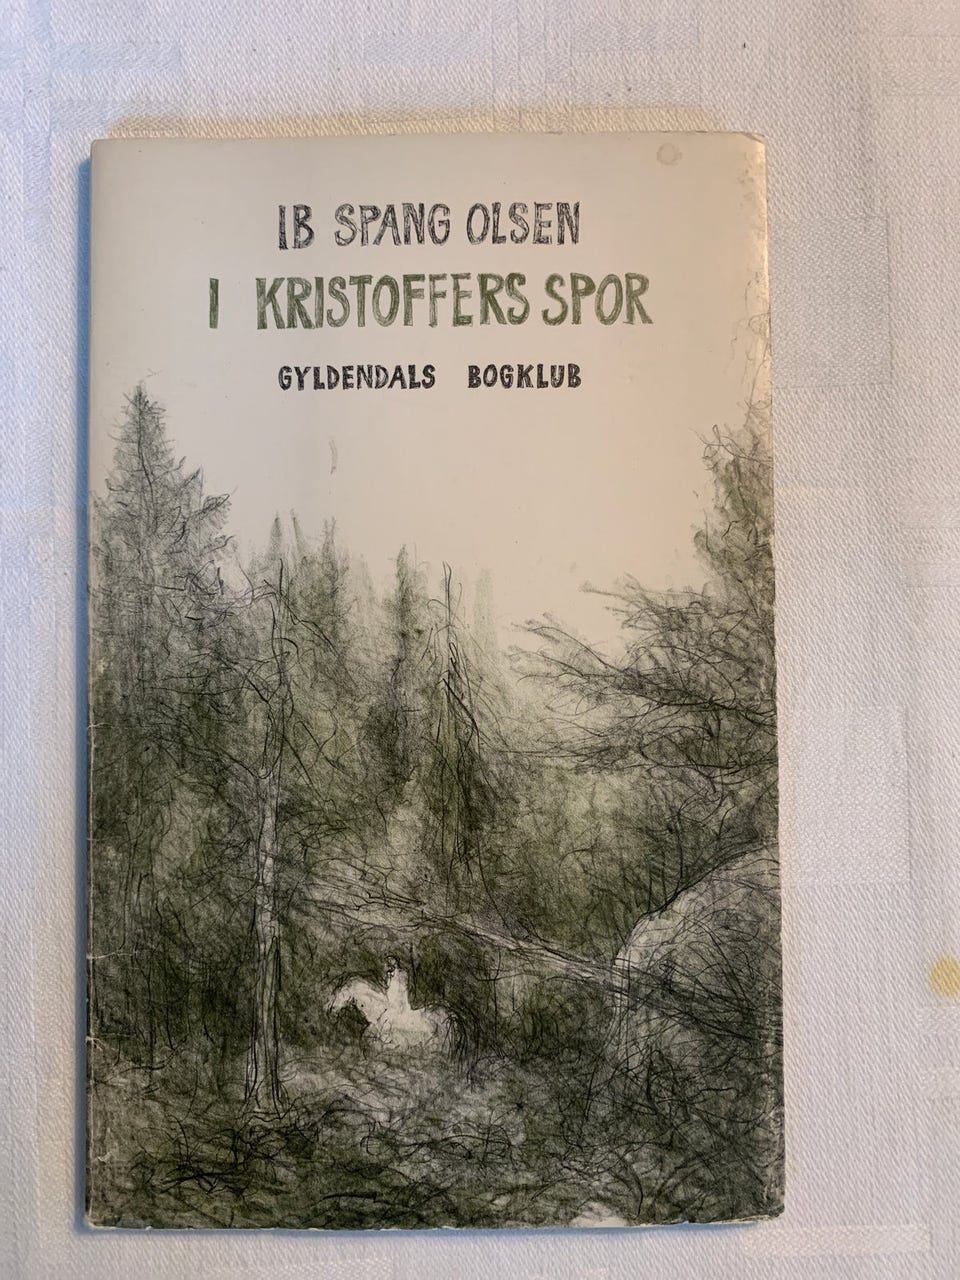 IB SPANG OLSEN
I KRISTOFFERS SPOR
GYLDENDALS BOGKLUB